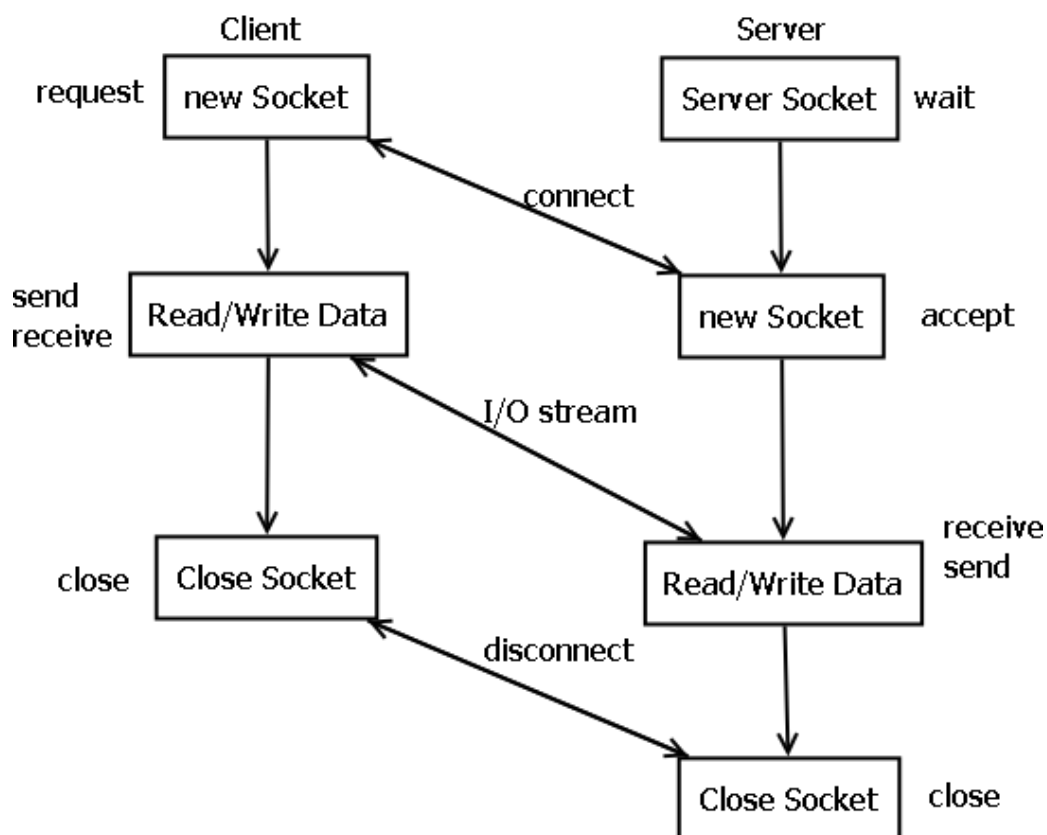 Client
Server
request
new Socket
Server Socket
wait
connect
send
receive
Read/Write Data
new Socket
accept
I/O stream
receive
send
close
Close Socket
Read/Write Data
disconnect
Close Socket
close